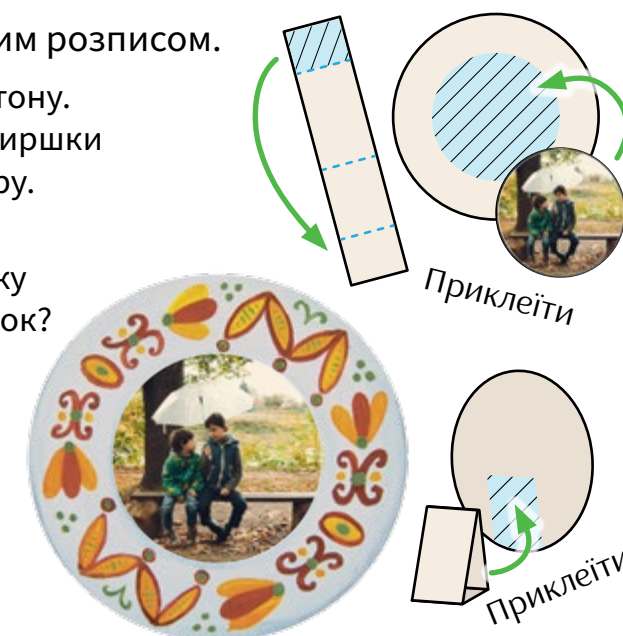 им розписом.
тону.
иршки
ру.
ку
ок?
Приклеїти
Приклеїти